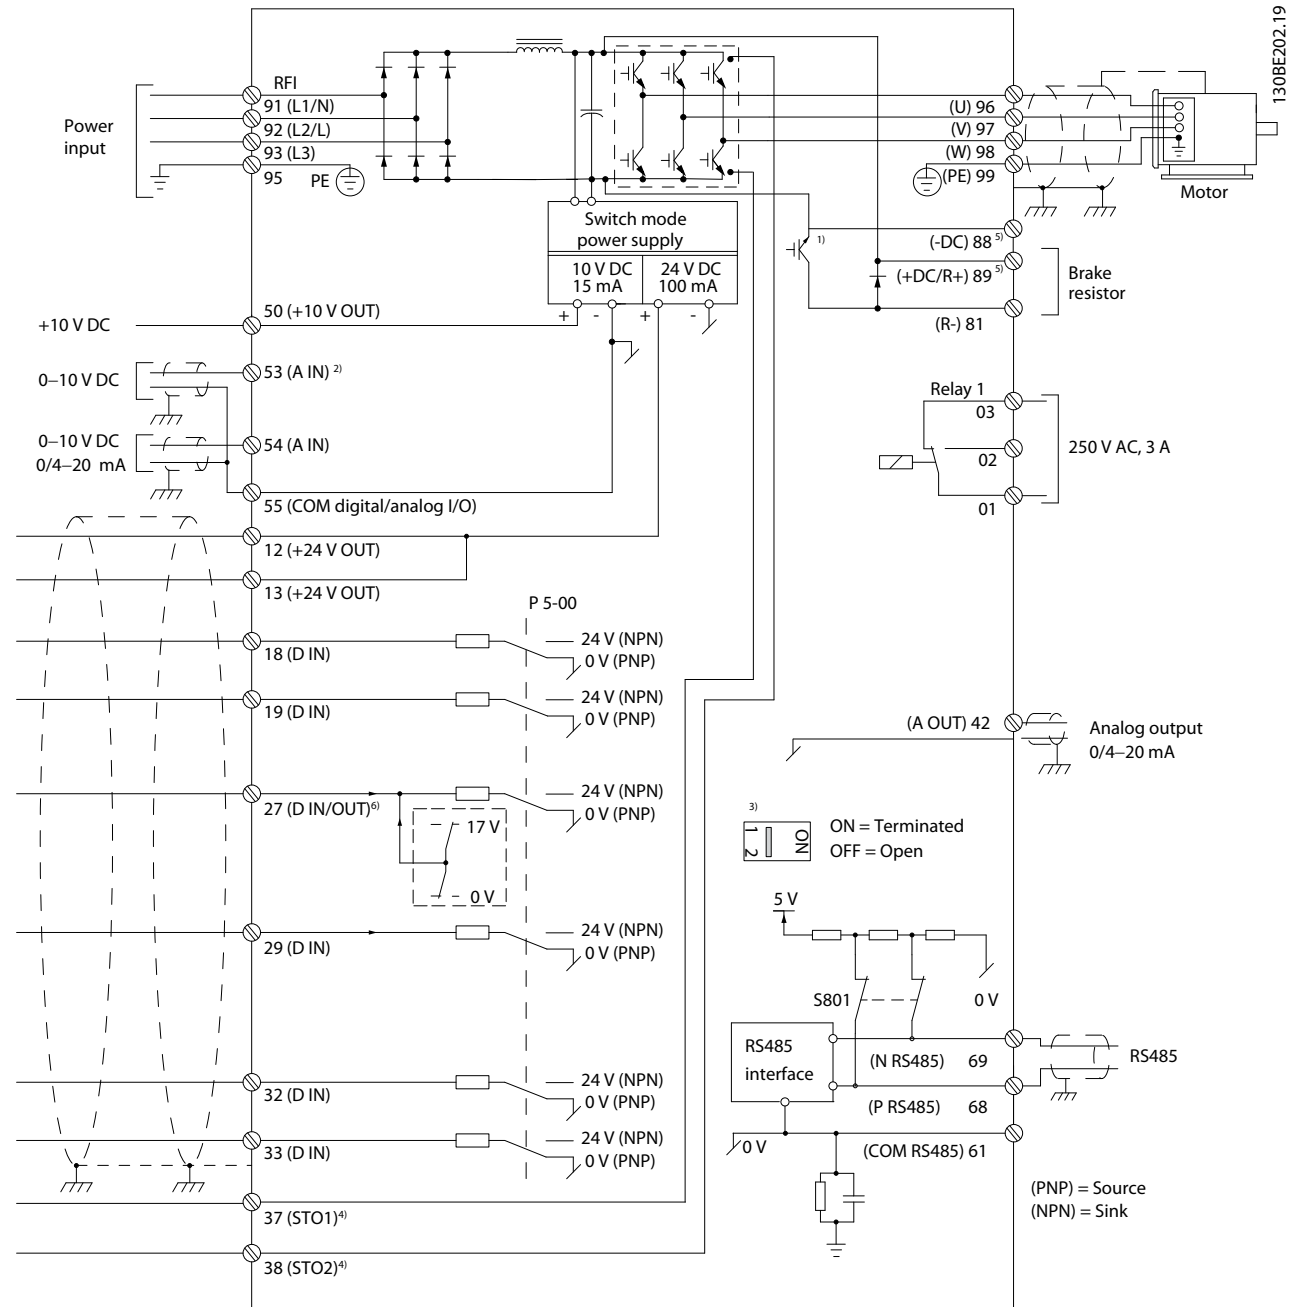 130BE202.19
RFI
91 (L1/N)
92 (L2/L)
93 (L3)
95
PE
Power
input
(U) 96
(V) 97
(W) 98
(PE) 99
Motor
Switch mode
power supply
10 V DC
15 mA
24 V DC
100 mA
+ - + -
1)
(-DC) 88 5)
(+DC/R+) 89 5)
(R-) 81
Brake
resistor
+10 V DC
50 (+10 V OUT)
0–10 V DC
53 (A IN) 2)
0–10 V DC
0/4–20 mA
54 (A IN)
55 (COM digital/analog I/O)
Relay 1
03
02
01
250 V AC, 3 A
12 (+24 V OUT)
13 (+24 V OUT)
P 5-00
18 (D IN)
24 V (NPN)
0 V (PNP)
19 (D IN)
24 V (NPN)
0 V (PNP)
(A OUT) 42
Analog output
0/4–20 mA
27 (D IN/OUT)6)
24 V (NPN)
0 V (PNP)
17 V
0 V
3)
1 2
ON
ON = Terminated
OFF = Open
29 (D IN)
24 V (NPN)
0 V (PNP)
5 V
S801
0 V
RS485
interface
(N RS485) 69
(P RS485) 68
RS485
0 V
(COM RS485) 61
32 (D IN)
24 V (NPN)
0 V (PNP)
33 (D IN)
24 V (NPN)
0 V (PNP)
37 (STO1)4)
38 (STO2)4)
(PNP) = Source
(NPN) = Sink